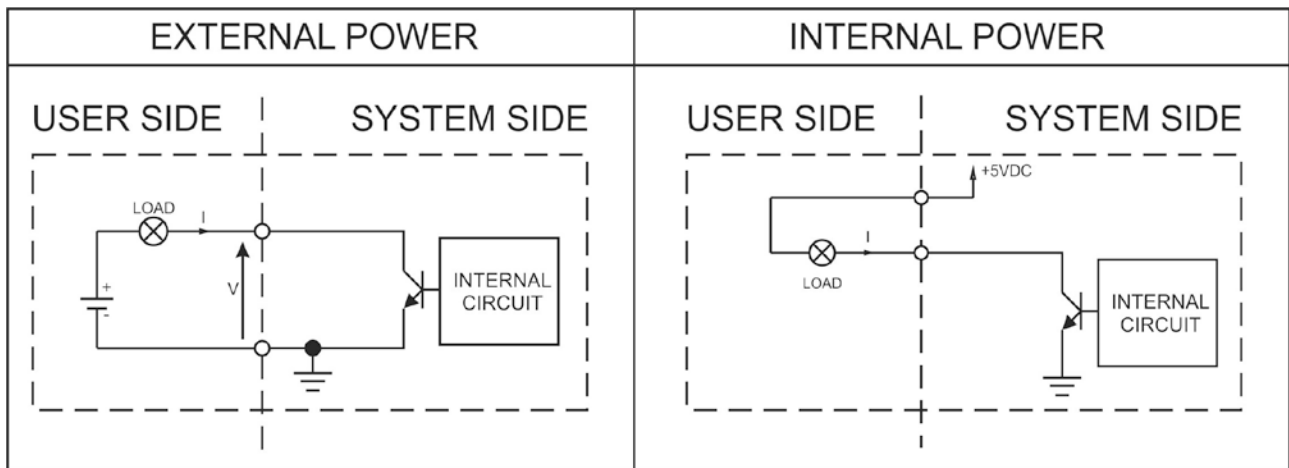 EXTERNAL POWER
INTERNAL POWER
USER SIDE
SYSTEM SIDE
LOAD
I
+
-
V
INTERNAL
CIRCUIT
USER SIDE
SYSTEM SIDE
+5VDC
I
LOAD
INTERNAL
CIRCUIT